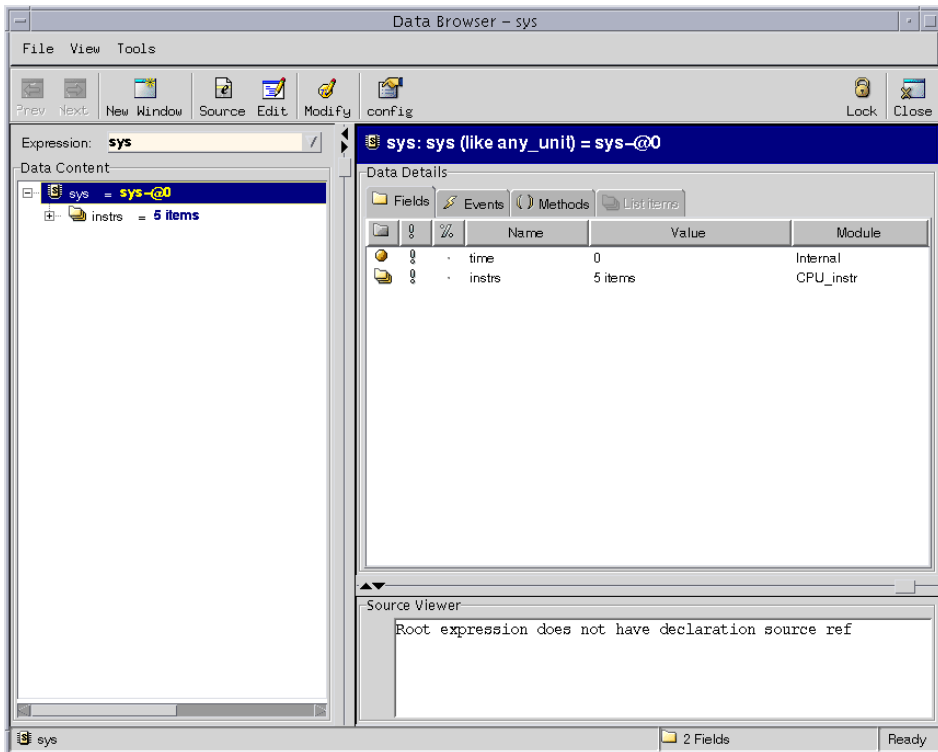 Data Browser – sys
File View Tools
Prev Next New Window Source Edit Modify config Lock Close
Expression: sys
Data Content
sys = sys-@0
instrs = 5 items
sys: sys (like any_unit) = sys-@0
Data Details
Fields Events () Methods List items
! % Name Value Module
time 0 Internal
instrs 5 items CPU_instr
Source Viewer
Root expression does not have declaration source ref
sys 2 Fields Ready